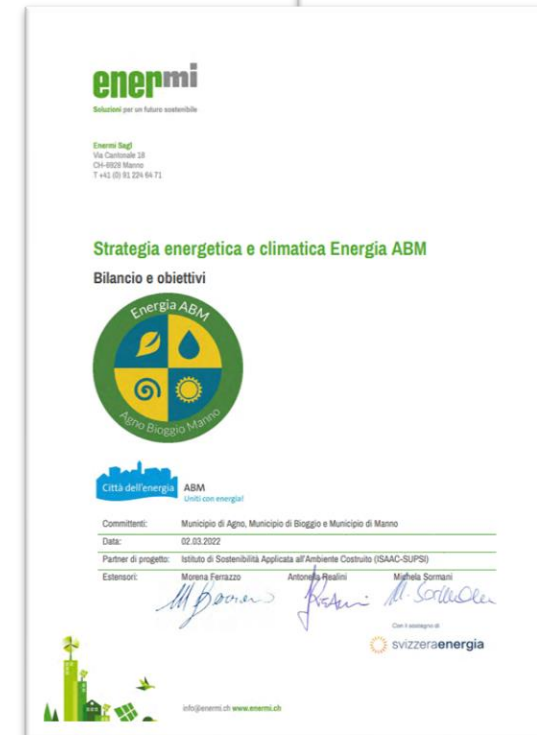 enermi
Soluzioni per un futuro sostenibile
Enermi Sagl
Via Cantonale 18
CH-6928 Manno
T +41 (0) 91 224 64 71
Strategia energetica e climatica Energia ABM
Bilancio e obiettivi
Energia ABM
Agno Bioggio Manno
Città dell'energia
ABM
Uniti con energia!
Committenti: Municipio di Agno, Municipio di Bioggio e Municipio di Manno
Data: 02.03.2022
Partner di progetto: Istituto di Sostenibilità Applicata all'Ambiente Costruito (ISAAC-SUPSI)
Estensori: Morena Ferrazzo Antonella Realini Michela Sormani
Con il sostegno di
svizzeraenergia
info@enermi.ch www.enermi.ch